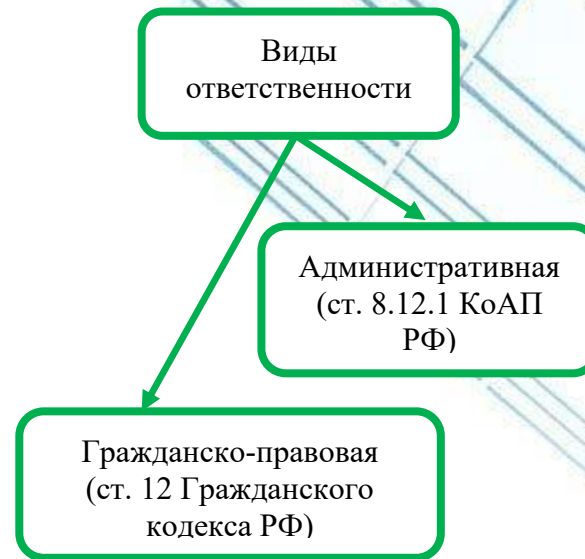 Виды
ответственности
Административная
(ст. 8.12.1 КоАП
РФ)
Гражданско-правовая
(ст. 12 Гражданского
кодекса РФ)